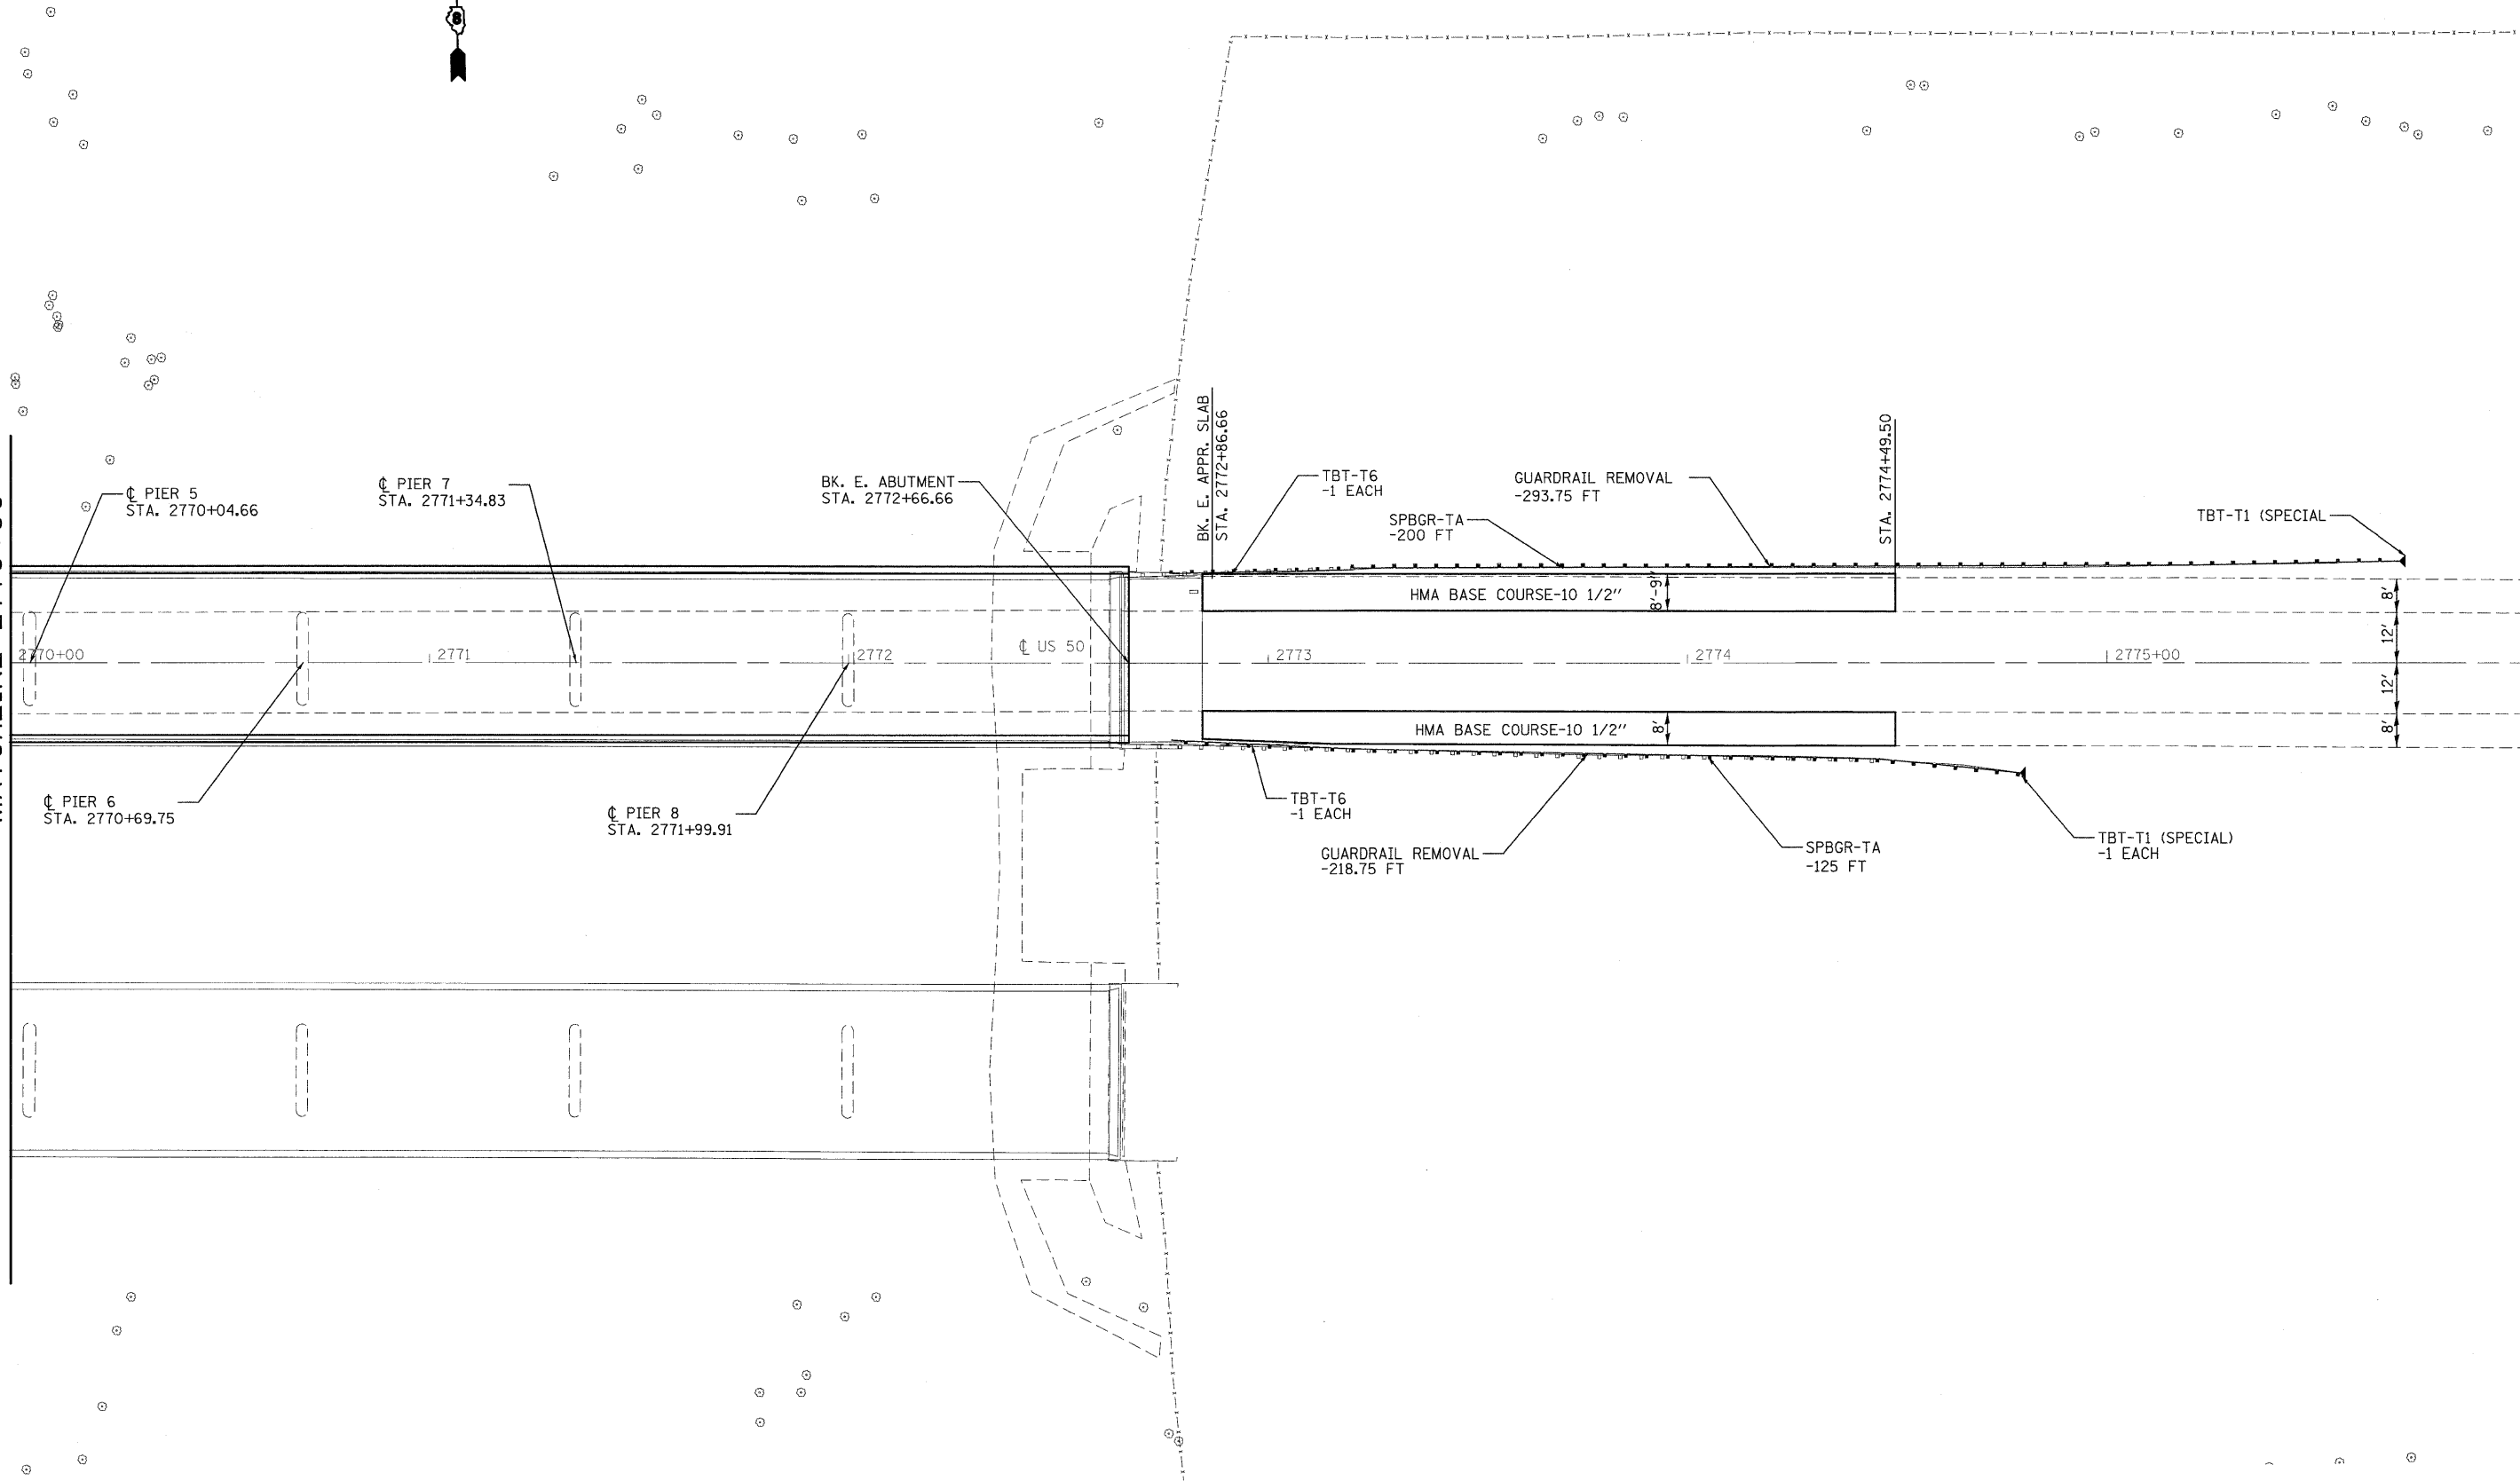 8
BK. E. APPR. SLAB
STA. 2772+86.66
STA. 2774+49.50
℄ PIER 5
STA. 2770+04.66
℄ PIER 7
STA. 2771+34.83
BK. E. ABUTMENT
STA. 2772+66.66
TBT-T6
-1 EACH
SPBGR-TA
-200 FT
GUARDRAIL REMOVAL
-293.75 FT
TBT-T1 (SPECIAL
HMA BASE COURSE-10 1/2"
8'-9"
8'
12'
12'
8'
2770+00
2771
2772
℄ US 50
2773
2774
2775+00
HMA BASE COURSE-10 1/2"
8'
℄ PIER 6
STA. 2770+69.75
℄ PIER 8
STA. 2771+99.91
TBT-T6
-1 EACH
GUARDRAIL REMOVAL
-218.75 FT
SPBGR-TA
-125 FT
TBT-T1 (SPECIAL)
-1 EACH